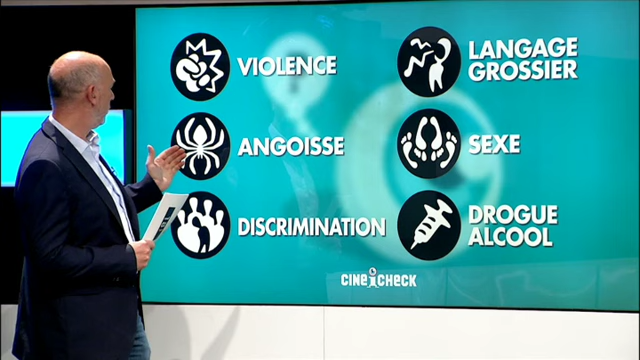 VIOLENCE
LANGAGE
GROSSIER
ANGOISSE
SEXE
DISCRIMINATION
DROGUE
ALCOOL
CINECHECK